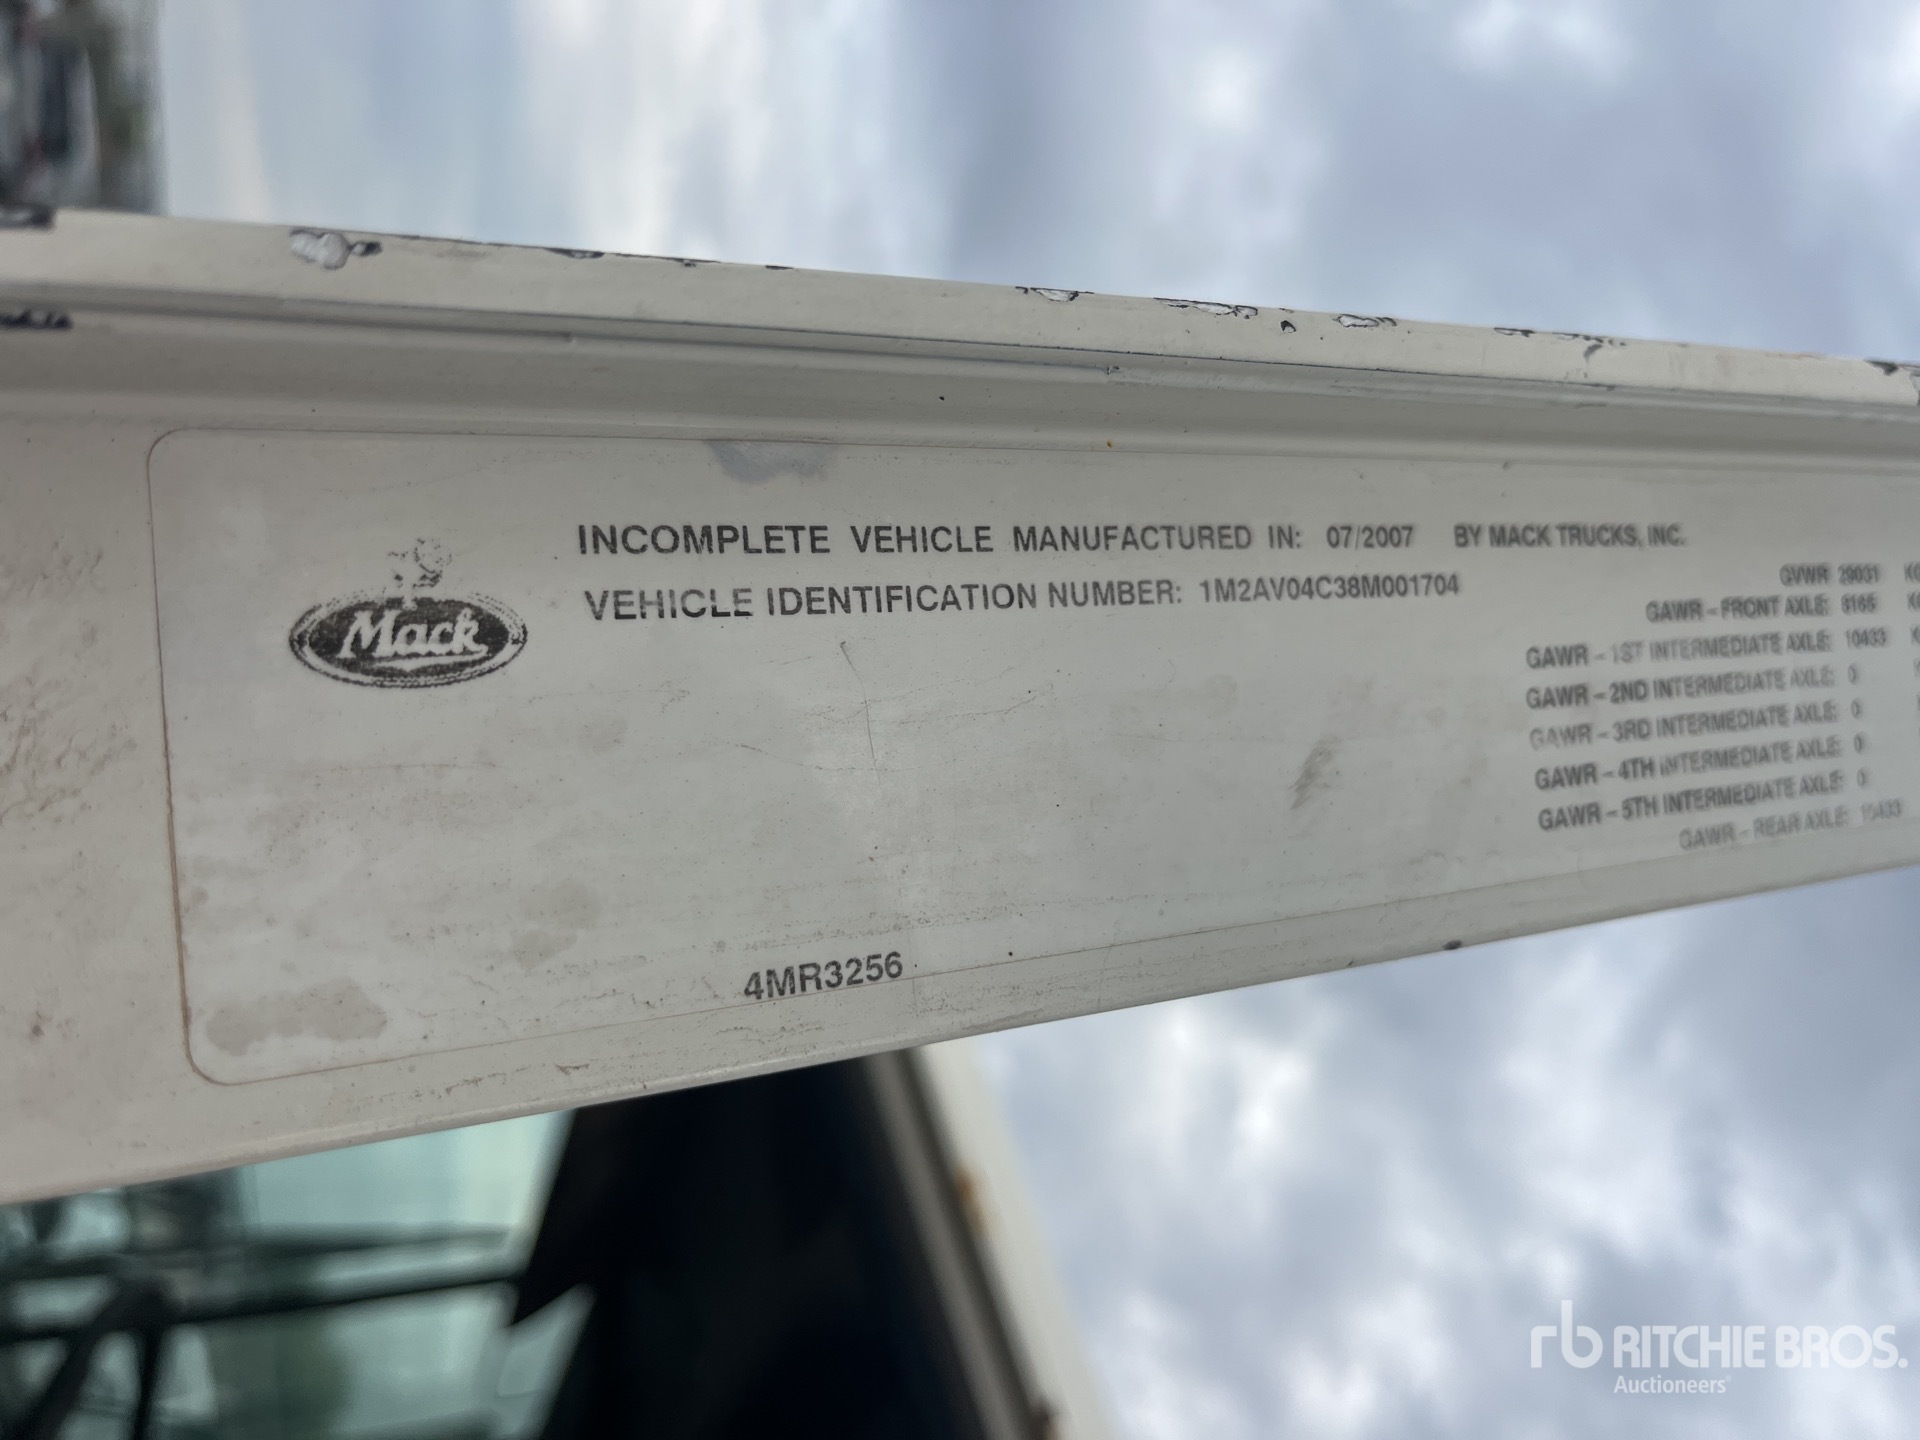 Mack
INCOMPLETE VEHICLE MANUFACTURED IN: 07/2007 BY MACK TRUCKS, INC.
VEHICLE IDENTIFICATION NUMBER: 1M2AV04C38M001704
GVWR 29031
GAWR - FRONT AXLE: 8165
GAWR - 1ST INTERMEDIATE AXLE: 10433
GAWR - 2ND INTERMEDIATE AXLE: 0
GAWR - 3RD INTERMEDIATE AXLE: 0
GAWR - 4TH INTERMEDIATE AXLE: 0
GAWR - 5TH INTERMEDIATE AXLE: 0
GAWR - REAR AXLE: 10433
4MR3256
rb RITCHIE BROS.
Auctioneers